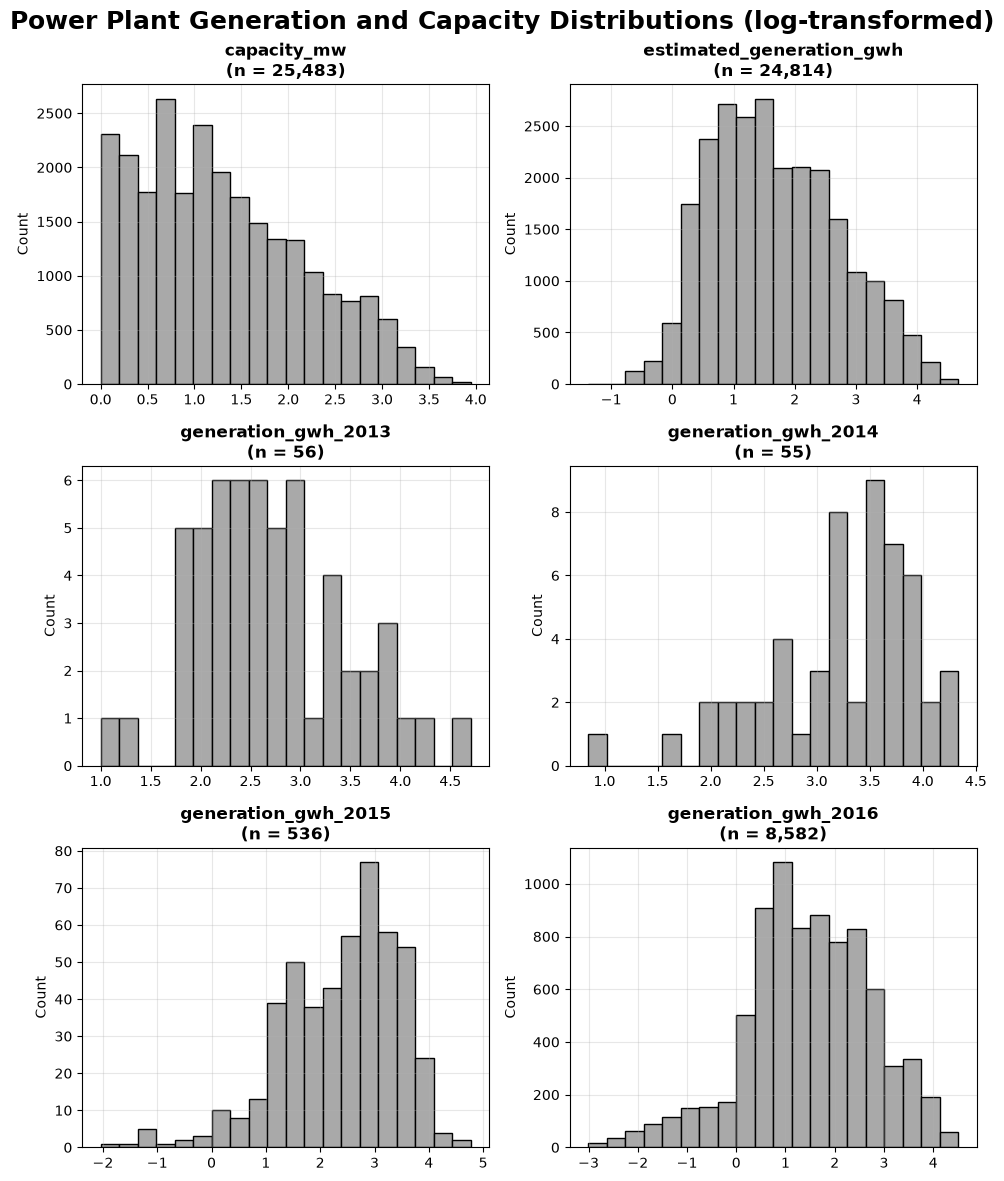 Power Plant Generation and Capacity Distributions (log-transformed)
capacity_mw
(n = 25,483)
Count
2500
2000
1500
1000
500
0
0.0 0.5 1.0 1.5 2.0 2.5 3.0 3.5 4.0
estimated_generation_gwh
(n = 24,814)
Count
2500
2000
1500
1000
500
0
−1 0 1 2 3 4
generation_gwh_2013
(n = 56)
Count
6
5
4
3
2
1
0
1.0 1.5 2.0 2.5 3.0 3.5 4.0 4.5
generation_gwh_2014
(n = 55)
Count
8
6
4
2
0
1.0 1.5 2.0 2.5 3.0 3.5 4.0 4.5
generation_gwh_2015
(n = 536)
Count
80
70
60
50
40
30
20
10
0
−2 −1 0 1 2 3 4 5
generation_gwh_2016
(n = 8,582)
Count
1000
800
600
400
200
0
−3 −2 −1 0 1 2 3 4